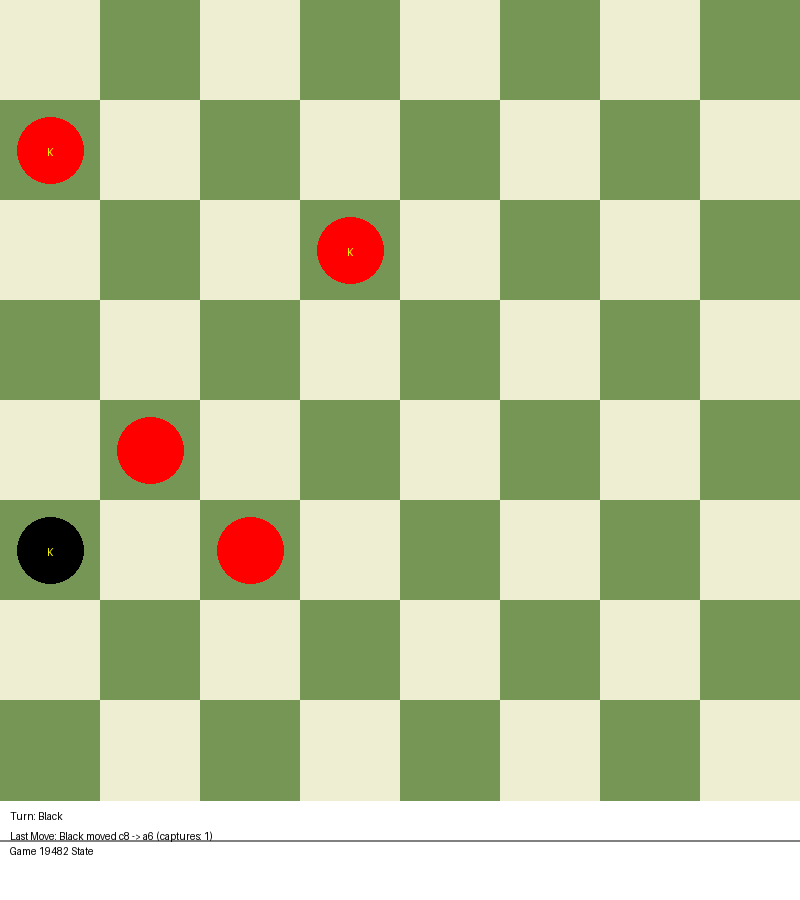 K
K
K
Turn: Black
Last Move: Black moved c8 -> a6 (captures: 1)
Game 19482 State